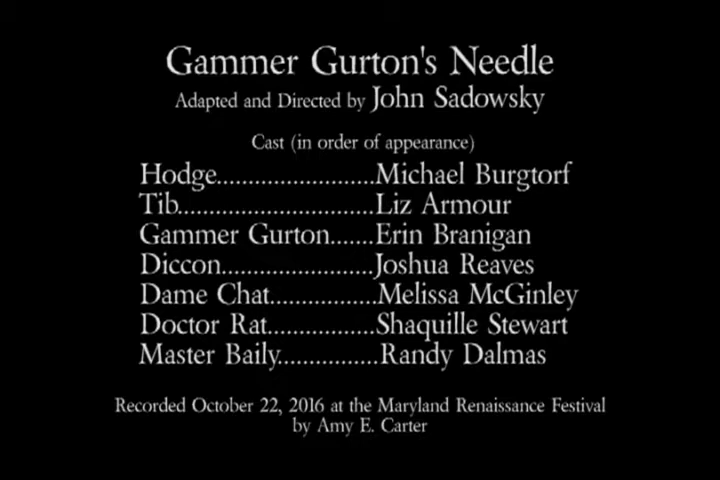 Gammer Gurton's Needle
Adapted and Directed by John Sadowsky
Cast (in order of appearance)
Hodge.........................Michael Burgtorf
Tib...............................Liz Armour
Gammer Gurton.......Erin Branigan
Diccon........................Joshua Reaves
Dame Chat.................Melissa McGinley
Doctor Rat.................Shaquille Stewart
Master Baily................Randy Dalmas
Recorded October 22, 2016 at the Maryland Renaissance Festival
by Amy E. Carter